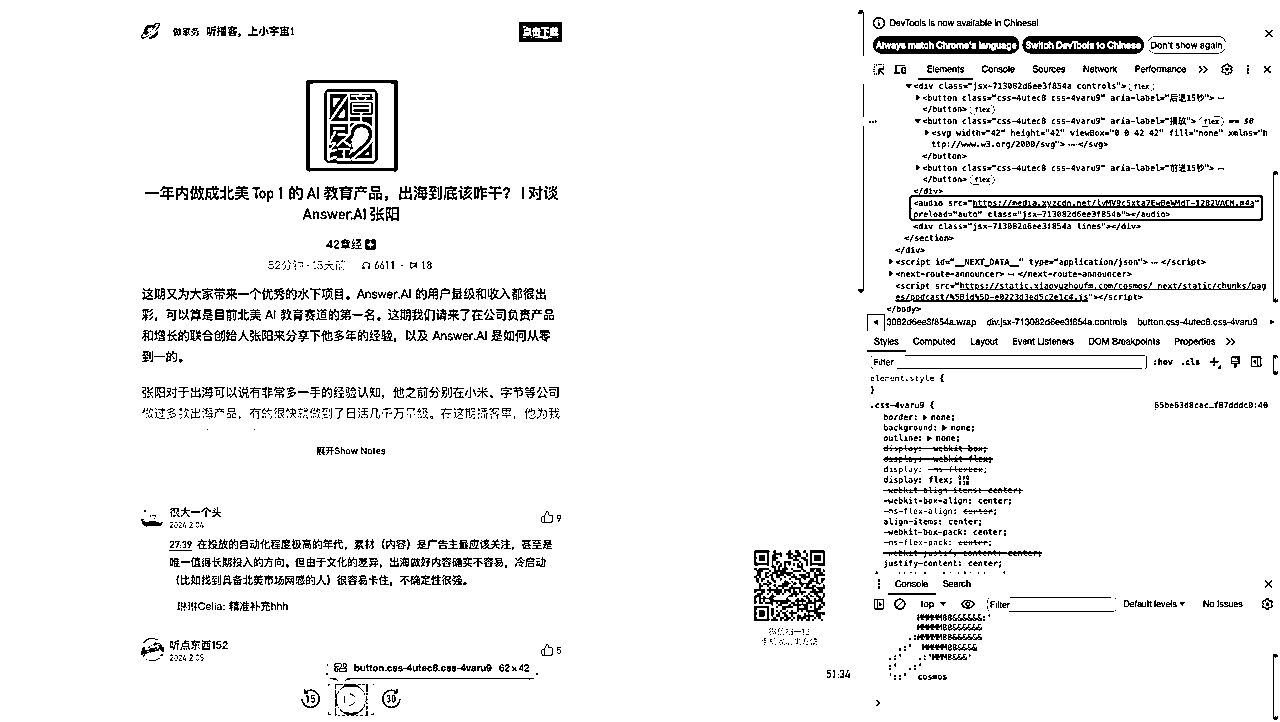 听播客，上小宇宙1
点击下载
一年内做成北美 Top 1 的 AI 教育产品，出海到底该咋干？｜对谈
Answer.AI 张阳
42章经
52分钟 · 15天前 6611 · 18
这期又为大家带来一个优秀的水下项目。Answer.AI 的用户量级和收入都很出
彩，可以算是目前北美 AI 教育赛道的第一名。这期我们请来了在公司负责产品
和增长的联合创始人张阳来分享下他多年的经验，以及 Answer.AI 是如何从零
到一的。
张阳对于出海可以说有非常多一手的经验认知，他之前分别在小米、字节等公司
做过多款出海产品，有的很快就做到了日活几千万量级。在这期播客里，他为我
展开Show Notes
很大一个头
2024.2.04
9
27:39 在投放的自动化程度极高的年代，素材（内容）是广告主最应该关注，甚至是
唯一值得长期投入的方向。但由于文化的差异，出海做好内容确实不容易，冷启动
（比如找到具备北美市场网感的人）很容易卡住，不确定性很强。
琳琳Celia: 精准补充hhh
听点东西152
2024.2.05
5
button.css-4utec8.css-4varu9 62×42
15
30
51:34
DevTools is now available in Chinese!
Always match Chrome's language
Switch DevTools to Chinese
Don't show again
Elements Console Sources Network Performance
<div class="jsx-713082d6ee3f854a controls"> flex
<button class="css-4utec8 css-4varu9" aria-label="后退15秒"> ⋯
</button> flex
<button class="css-4utec8 css-4varu9" aria-label="播放"> flex == $0
<svg width="42" height="42" viewBox="0 0 42 42" fill="none" xmlns="h
ttp://www.w3.org/2000/svg"> ⋯ </svg>
</button>
<button class="css-4utec8 css-4varu9" aria-label="前进15秒"> ⋯
</button> flex
</div>
<audio src="https://media.xyzcdn.net/lvMV9c5xta7EwBeWMdT-1282VACM.m4a"
preload="auto" class="jsx-713082d6ee3f854a"></audio>
<div class="jsx-713082d6ee3f854a lines"></div>
</section>
</div>
<script id="__NEXT_DATA__" type="application/json"> ⋯ </script>
<next-route-announcer> ⋯ </next-route-announcer>
<script src="https://static.xiaoyuzhoufm.com/cosmos/_next/static/chunks/pag
es/podcast/%5Bid%5D-e0223d3ed5c2e1c4.js"></script>
</body>
3082d6ee3f854a.wrap div.jsx-713082d6ee3f854a.controls button.css-4utec8.css-4varu9
Styles Computed Layout Event Listeners DOM Breakpoints Properties
Filter :hov .cls
element.style {
}
.css-4varu9 {
border: none;
background: none;
outline: none;
display: -webkit-box;
display: -webkit-flex;
display: -ms-flexbox;
display: flex;
-webkit-align-items: center;
-webkit-box-align: center;
-ms-flex-align: center;
align-items: center;
-webkit-box-pack: center;
-ms-flex-pack: center;
-webkit-justify-content: center;
justify-content: center;
Console Search
top Filter Default levels No Issues
cosmos